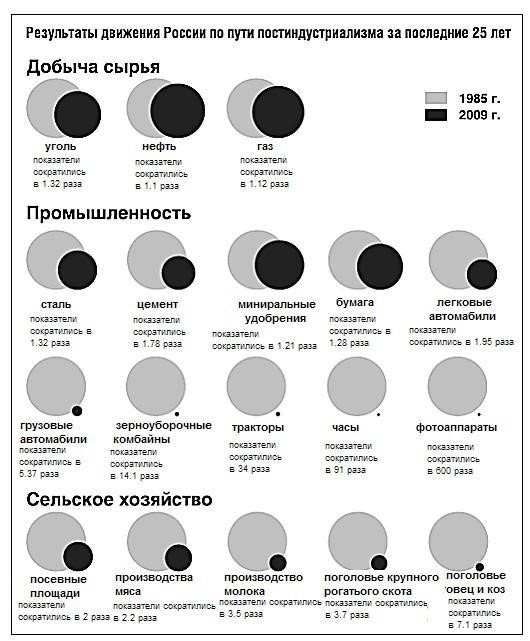 Результаты движения России по пути постиндустриализма за последние 25 лет
Добыча сырья
1985 г.
2009 г.
уголь
показатели
сократились
в 1.32 раза
нефть
показатели
сократились
в 1.1 раза
газ
показатели
сократились
в 1.12 раза
Промышленность
сталь
показатели
сократились в
1.32 раза
цемент
показатели
сократились
в 1.78 раза
миниральные
удобрения
показатели
сократились в 1.21 раза
бумага
показатели
сократились в
1.28 раза
легковые
автомобили
показатели
сократились в 1.95 раза
грузовые
автомабили
показатели
сократились в
5.37 раза
зерноуборочные
комбайны
показатели
сократились
в 14.1 раза
тракторы
показатели
сократились
в 34 раза
часы
показатели
сократились
в 91 раза
фотоаппараты
показатели
сократились
в 600 раза
Сельское хозяйство
посевные
площади
показатели
сократились в 2 раза
производства
мяса
показатели сократились
в 2.2 раза
производство
молока
показатели сократились
в 3.5 раза
поголовье крупного
рогатьего скота
показатели сократились
в 3.7 раза
поголовье
овец и коз
показатели
сократились
в 7.1 раза